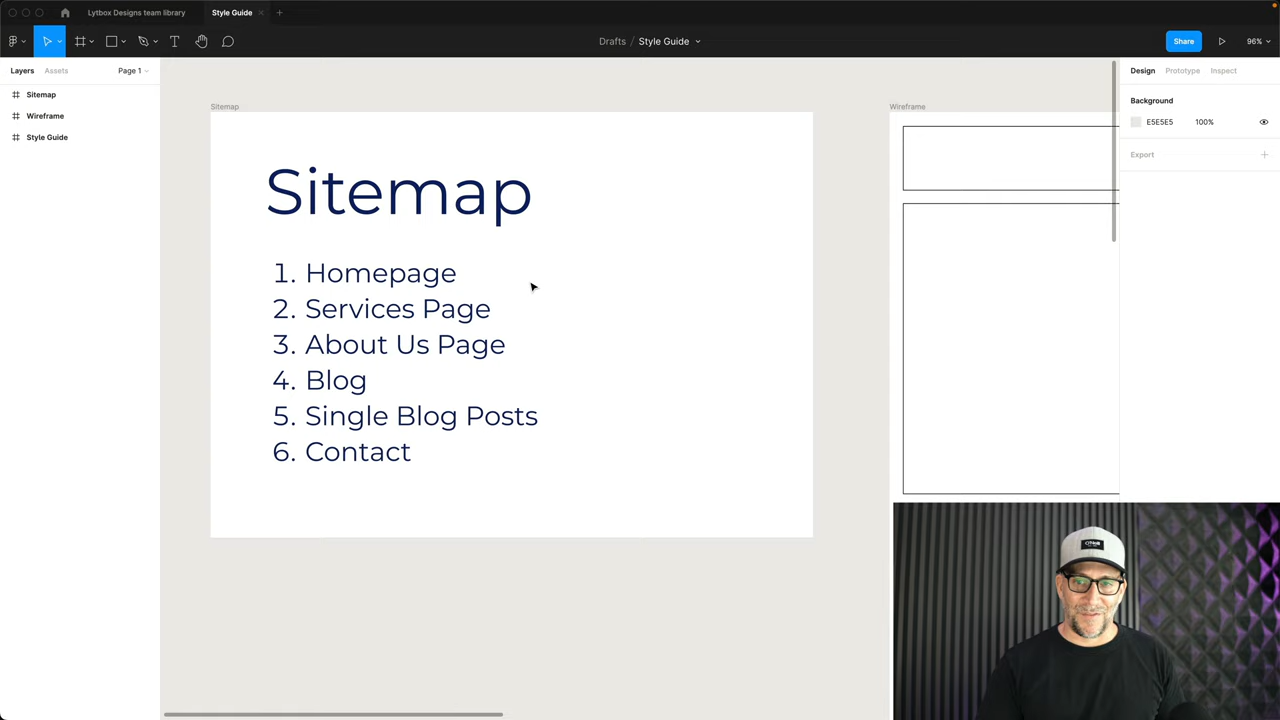 Lytbox Designs team library
Style Guide
Drafts / Style Guide
Share
96%
Layers
Assets
Page 1
Sitemap
Wireframe
Style Guide
Sitemap
Sitemap
1. Homepage
2. Services Page
3. About Us Page
4. Blog
5. Single Blog Posts
6. Contact
Wireframe
Design
Prototype
Inspect
Background
E5E5E5
100%
Export
O'Neill